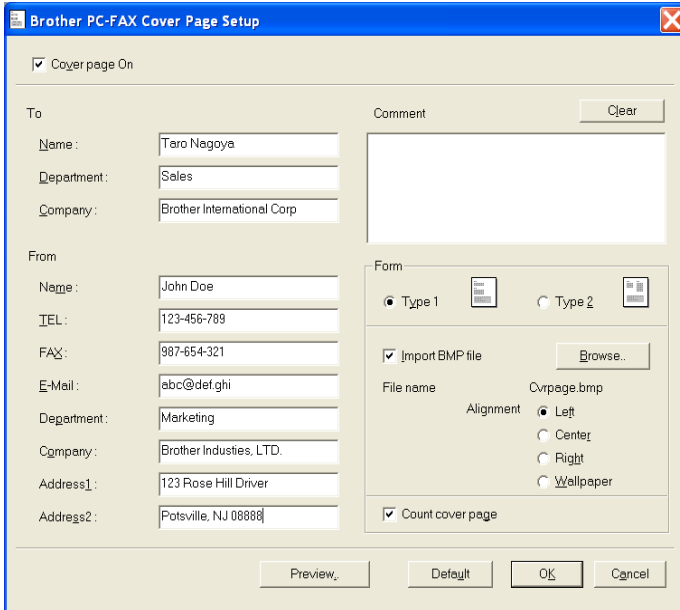 Brother PC-FAX Cover Page Setup
Cover page On
To
Name : Taro Nagoya
Department : Sales
Company : Brother International Corp
From
Name : John Doe
TEL : 123-456-789
FAX : 987-654-321
E-Mail : abc@def.ghi
Department : Marketing
Company : Brother Industies, LTD.
Address1 : 123 Rose Hill Driver
Address2 : Potsville, NJ 08888
Comment
Clear
Form
Type 1 Type 2
Import BMP file Browse..
File name Cvrpage.bmp
Alignment Left
Center
Right
Wallpaper
Count cover page
Preview.. Default OK Cancel